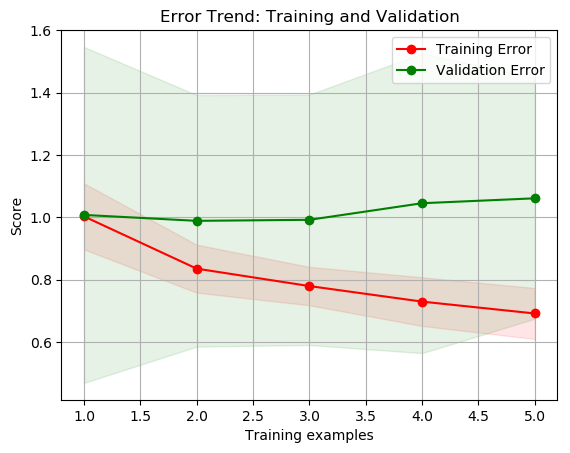 Error Trend: Training and Validation
Training Error
Validation Error
Score
1.6
1.4
1.2
1.0
0.8
0.6
1.0 1.5 2.0 2.5 3.0 3.5 4.0 4.5 5.0
Training examples